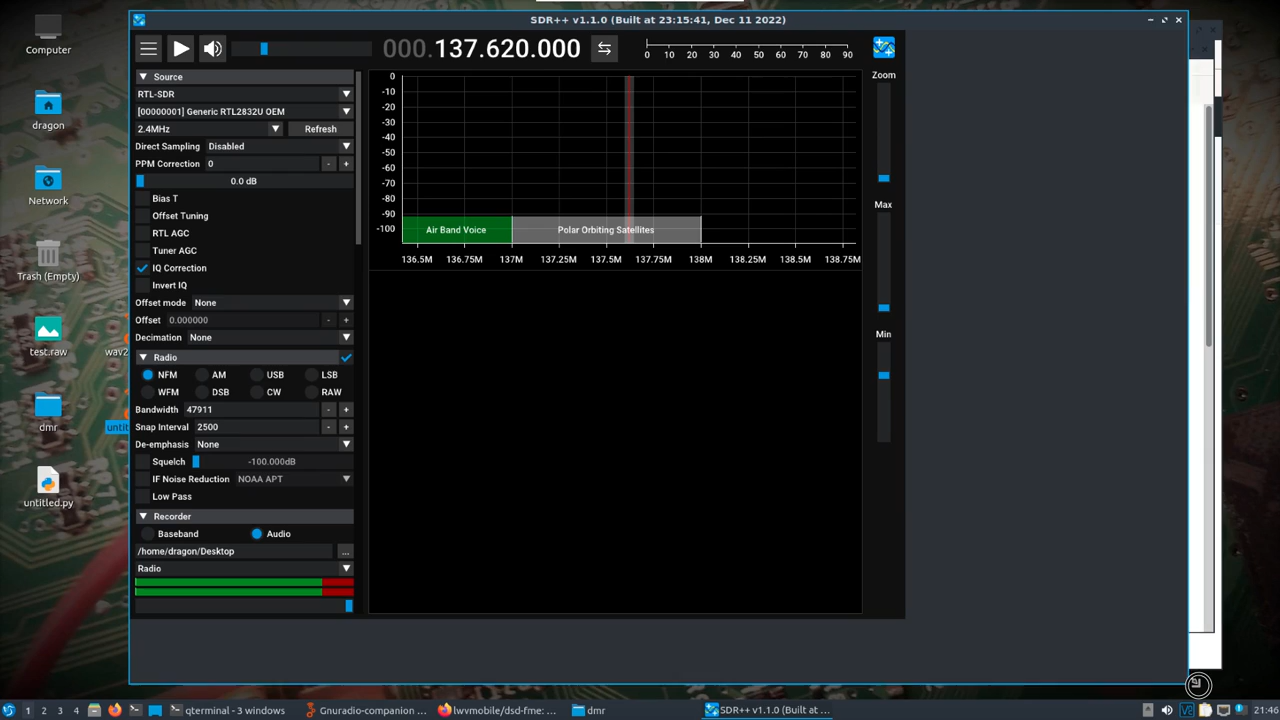 SDR++ v1.1.0 (Built at 23:15:41, Dec 11 2022)
Computer
dragon
Network
Trash (Empty)
test.raw
wav2
dmr
untit
untitled.py
000.137.620.000
0 10 20 30 40 50 60 70 80 90
Source
RTL-SDR
[00000001] Generic RTL2832U OEM
2.4MHz
Refresh
Direct Sampling Disabled
PPM Correction 0 - +
0.0 dB
Bias T
Offset Tuning
RTL AGC
Tuner AGC
IQ Correction
Invert IQ
Offset mode None
Offset 0.000000 - +
Decimation None
Radio
NFM AM USB LSB
WFM DSB CW RAW
Bandwidth 47911 - +
Snap Interval 2500 - +
De-emphasis None
Squelch -100.000dB
IF Noise Reduction NOAA APT
Low Pass
Recorder
Baseband Audio
/home/dragon/Desktop ...
Radio
0
-10
-20
-30
-40
-50
-60
-70
-80
-90
-100
Air Band Voice
Polar Orbiting Satellites
136.5M 136.75M 137M 137.25M 137.5M 137.75M 138M 138.25M 138.5M 138.75M
Zoom
Max
Min
1 2 3 4
qterminal - 3 windows
Gnuradio-companion ...
lwvmobile/dsd-fme: ...
dmr
SDR++ v1.1.0 (Built at ...
21:46